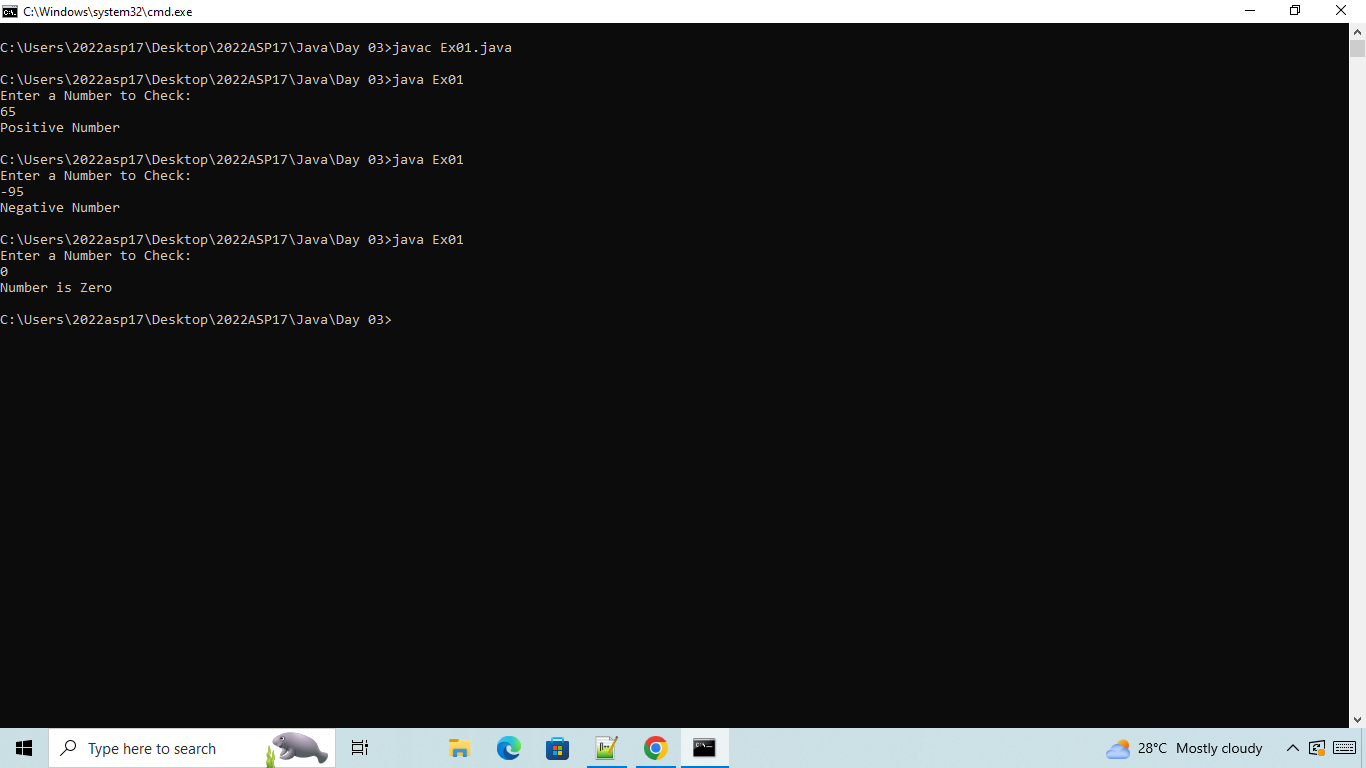 C:\Windows\system32\cmd.exe
C:\Users\2022asp17\Desktop\2022ASP17\Java\Day 03>javac Ex01.java
C:\Users\2022asp17\Desktop\2022ASP17\Java\Day 03>java Ex01
Enter a Number to Check:
65
Positive Number
C:\Users\2022asp17\Desktop\2022ASP17\Java\Day 03>java Ex01
Enter a Number to Check:
-95
Negative Number
C:\Users\2022asp17\Desktop\2022ASP17\Java\Day 03>java Ex01
Enter a Number to Check:
0
Number is Zero
C:\Users\2022asp17\Desktop\2022ASP17\Java\Day 03>
Type here to search
28°C Mostly cloudy